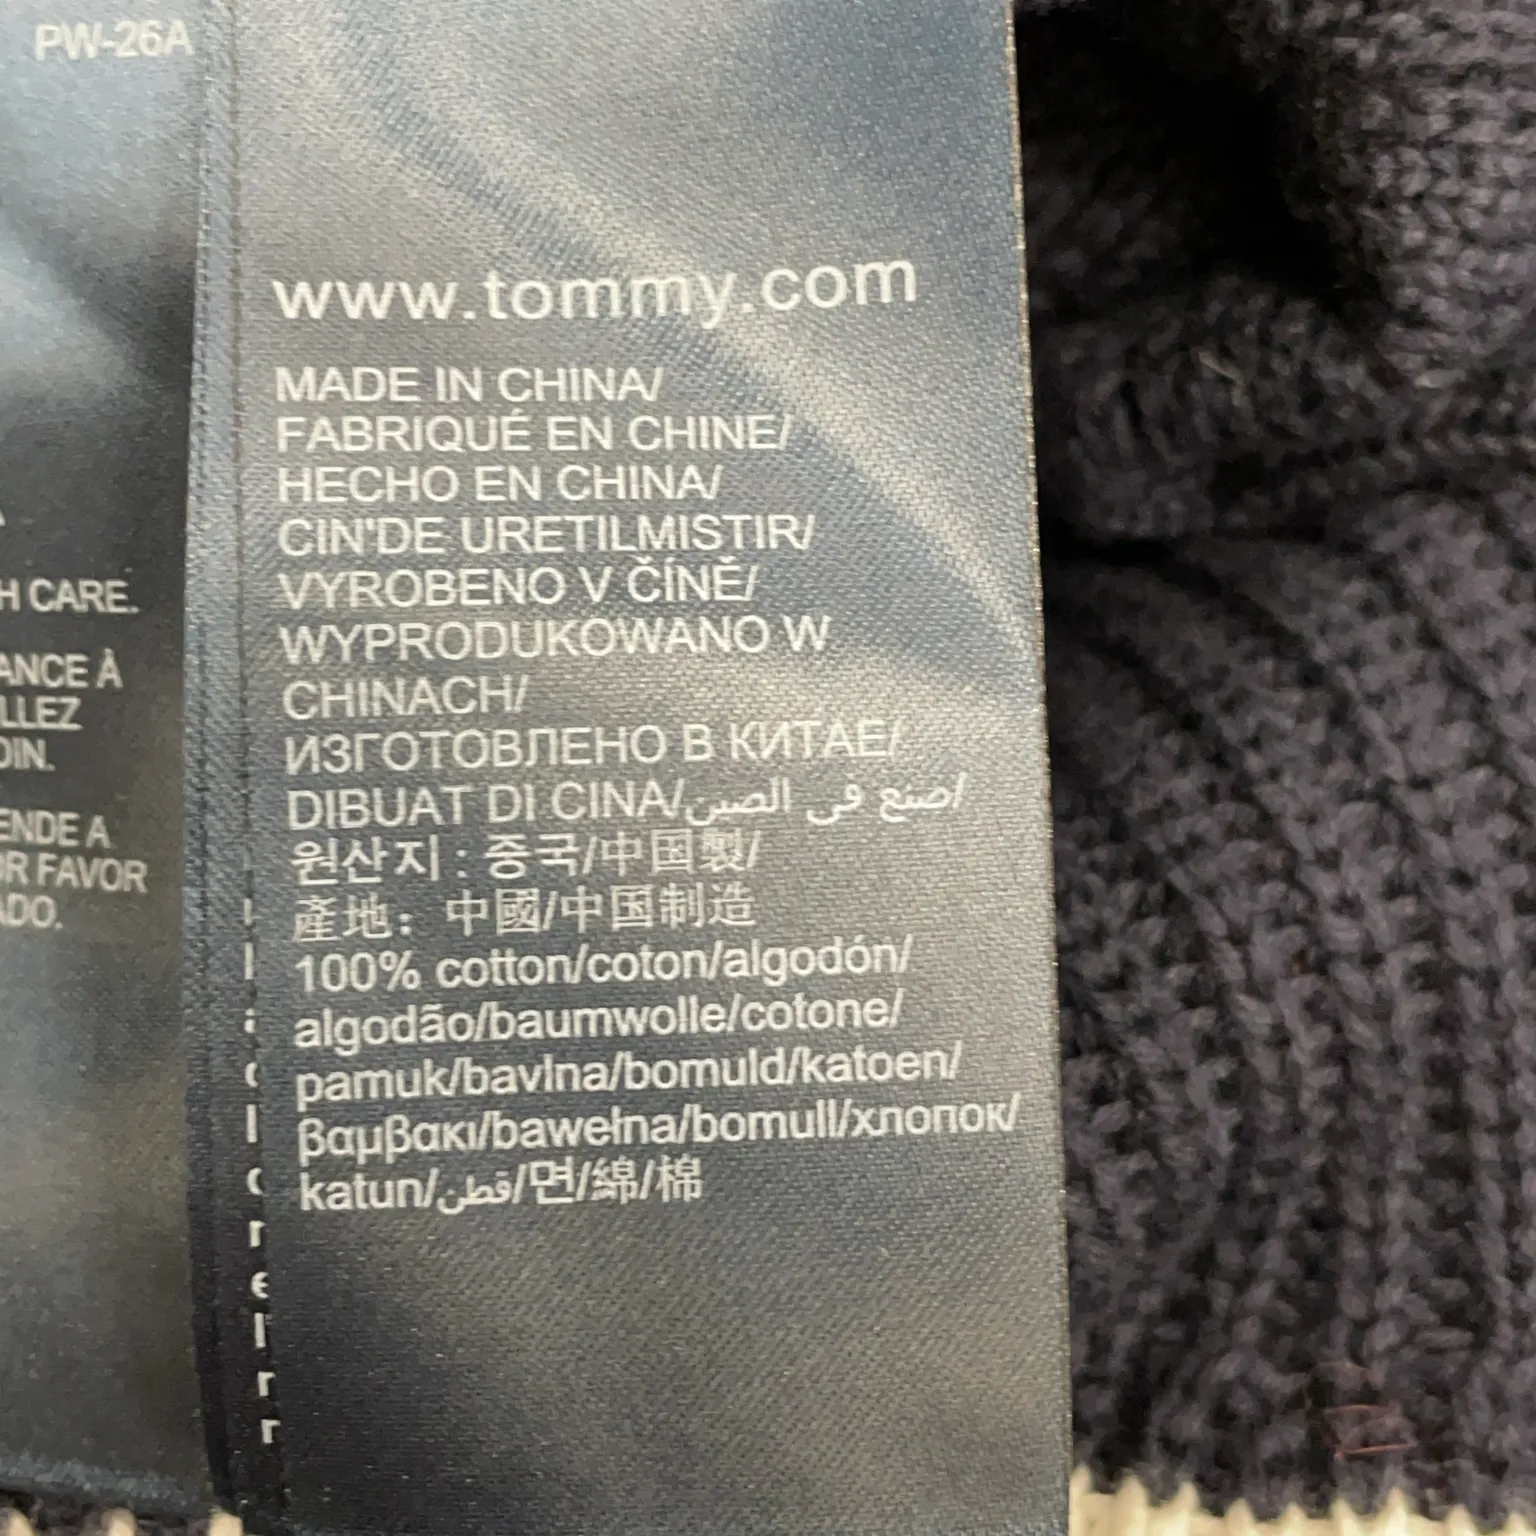 PW-26A
H CARE.
ANCE À
LLEZ
DIN.
ENDE A
OR FAVOR
ADO.
www.tommy.com
MADE IN CHINA/
FABRIQUÉ EN CHINE/
HECHO EN CHINA/
CIN'DE URETILMISTIR/
VYROBENO V ČÍNĚ/
WYPRODUKOWANO W
CHINACH/
ИЗГОТОВЛЕНО В КИТАЕ/
DIBUAT DI CINA/صنع في الصين/
원산지 : 중국/中国製/
產地: 中國/中国制造
100% cotton/coton/algodón/
algodão/baumwolle/cotone/
pamuk/bavlna/bomuld/katoen/
βαμβακι/bawełna/bomull/хлопок/
katun/قطن/면/綿/棉